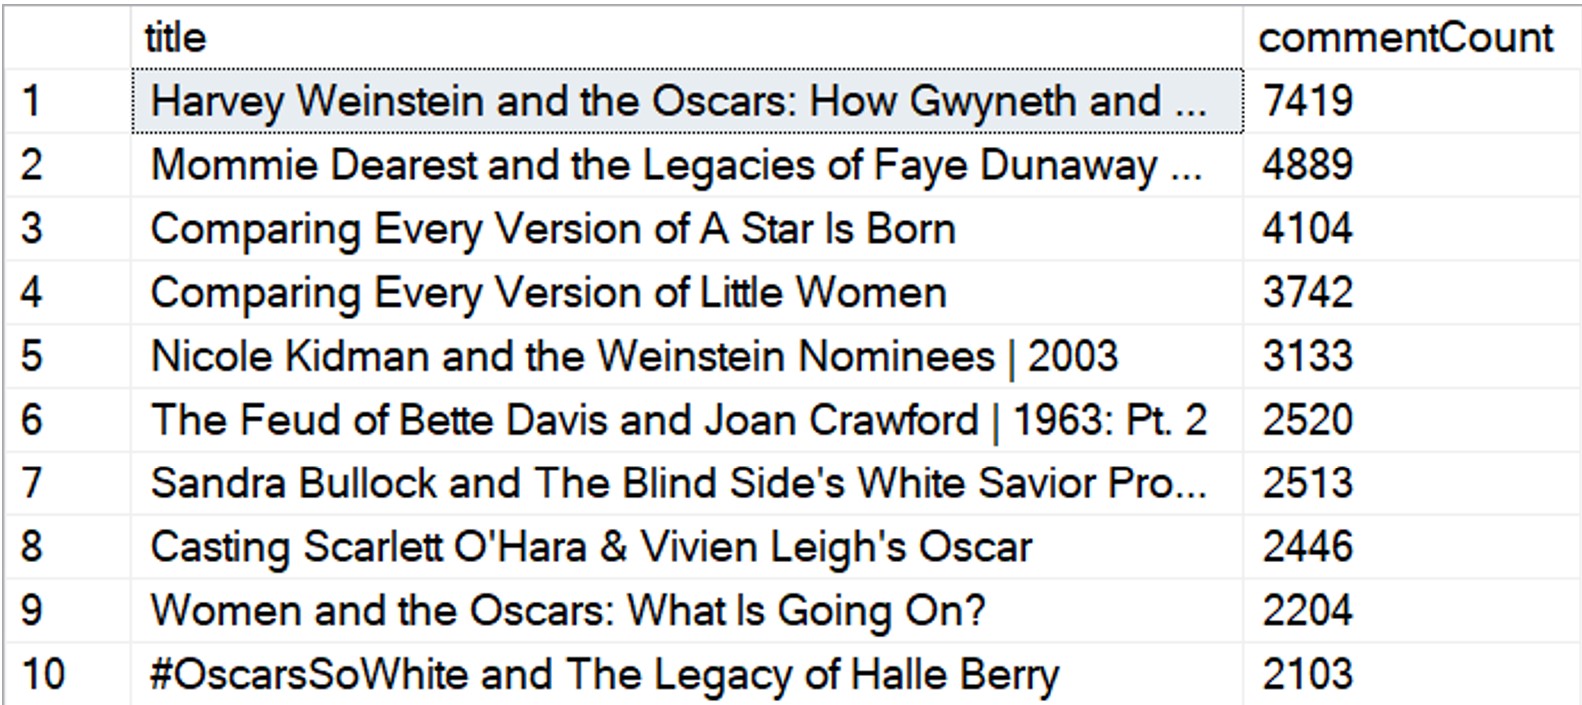 title commentCount
1 Harvey Weinstein and the Oscars: How Gwyneth and ... 7419
2 Mommie Dearest and the Legacies of Faye Dunaway ... 4889
3 Comparing Every Version of A Star Is Born 4104
4 Comparing Every Version of Little Women 3742
5 Nicole Kidman and the Weinstein Nominees | 2003 3133
6 The Feud of Bette Davis and Joan Crawford | 1963: Pt. 2 2520
7 Sandra Bullock and The Blind Side's White Savior Pro... 2513
8 Casting Scarlett O'Hara & Vivien Leigh's Oscar 2446
9 Women and the Oscars: What Is Going On? 2204
10 #OscarsSoWhite and The Legacy of Halle Berry 2103